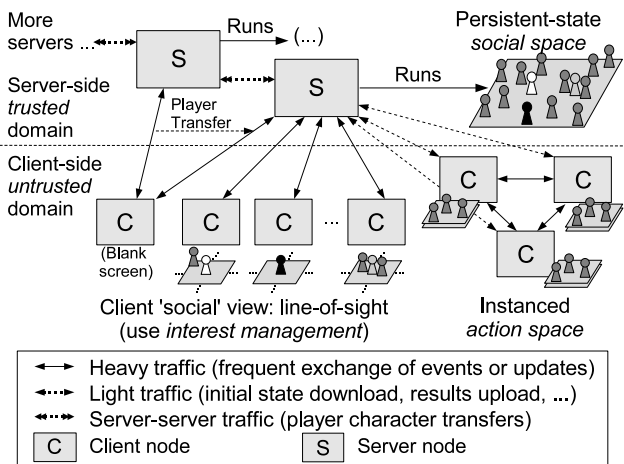 More
servers ...
Runs
(...)
S
Persistent-state
social space
Server-side
trusted
domain
Player
Transfer
S
Runs
Client-side
untrusted
domain
C
C
C
C
C
...
C
C
(Blank
screen)
Client 'social' view: line-of-sight
(use interest management)
Instanced
action space
Heavy traffic (frequent exchange of events or updates)
Light traffic (initial state download, results upload, ...)
Server-server traffic (player character transfers)
C Client node
S Server node